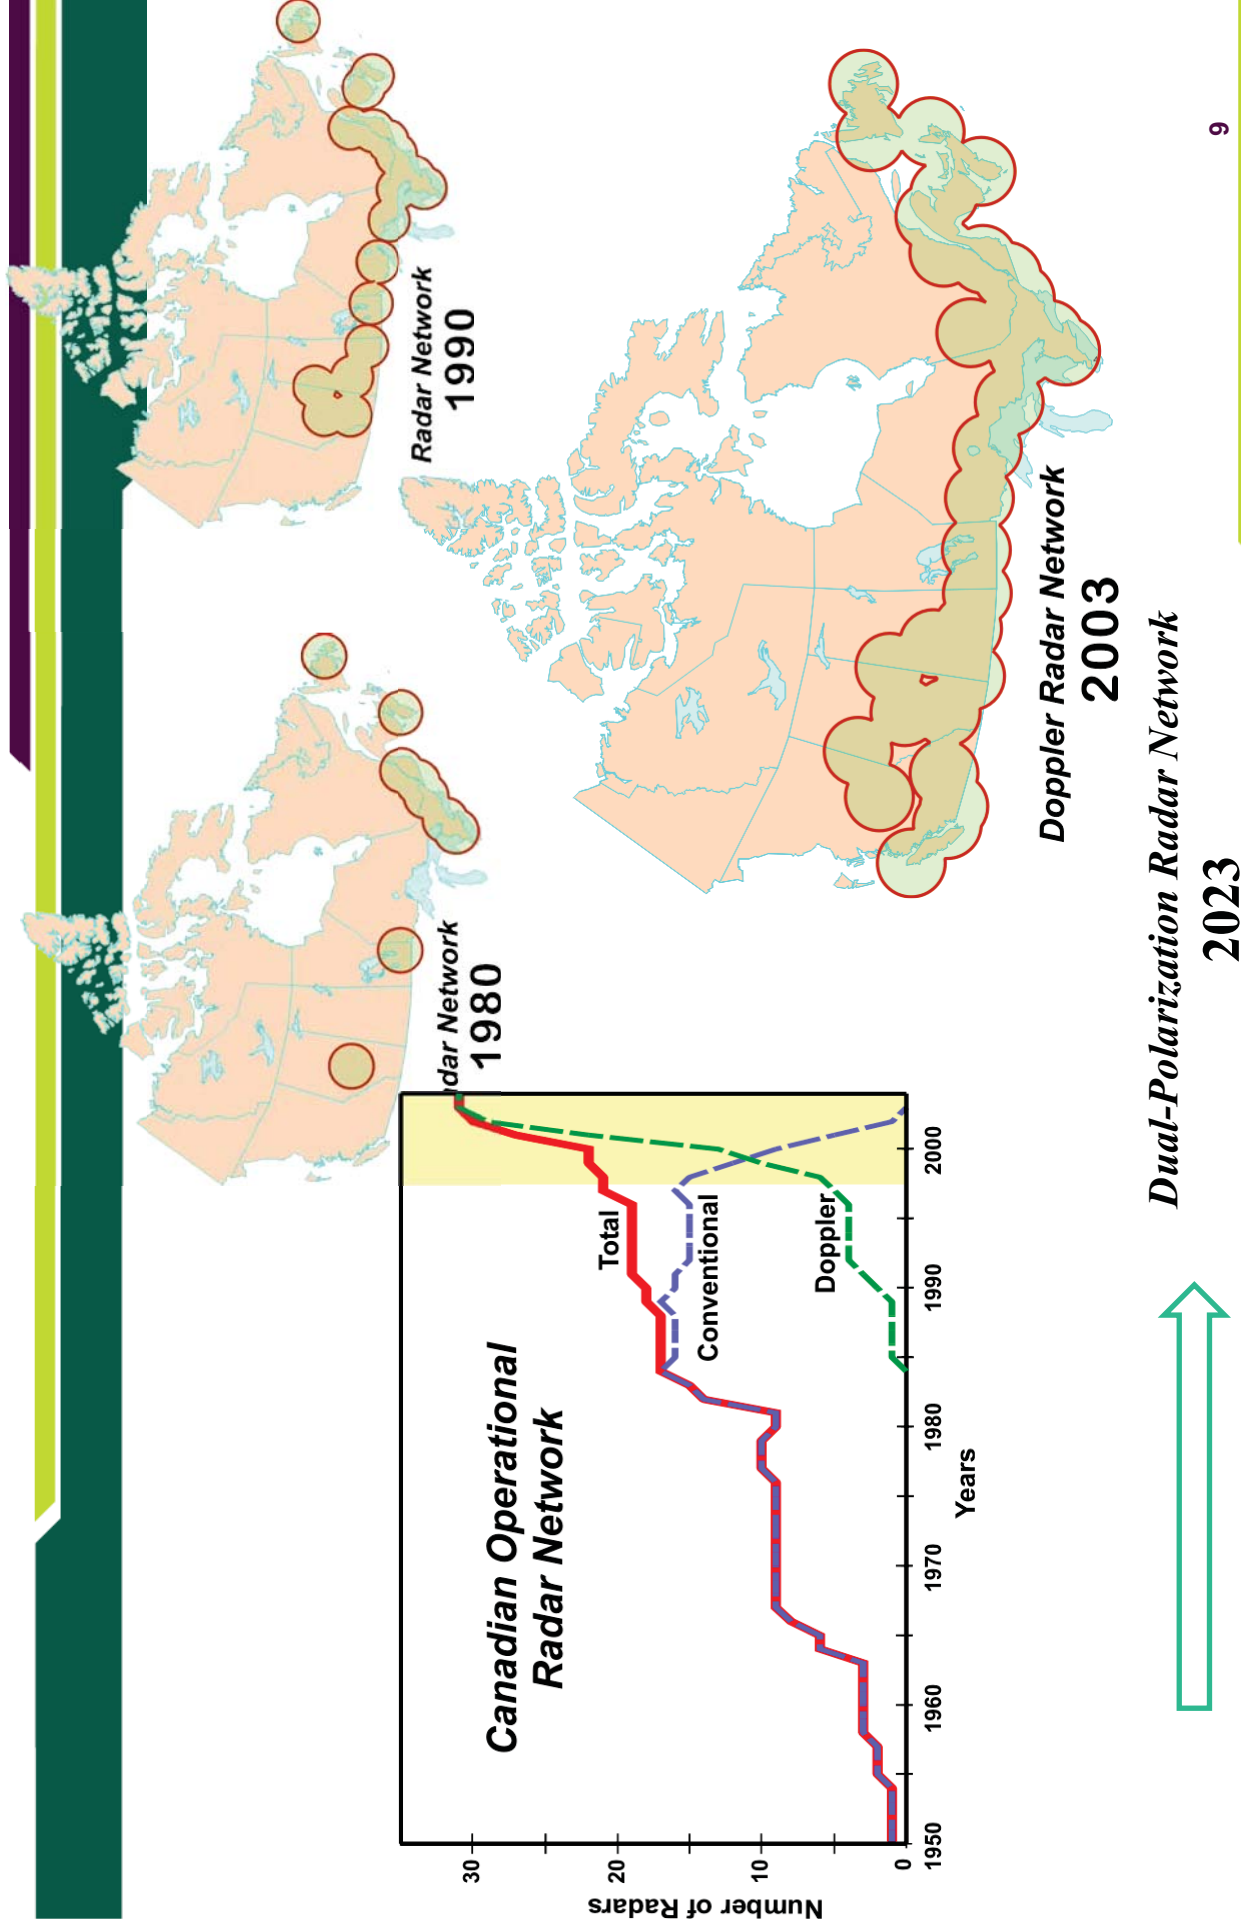 Radar Network
1990
dar Network
1980
Canadian Operational
Radar Network
Total
Conventional
Doppler
Number of Radars
30
20
10
0
1950
1960
1970
1980
1990
2000
Years
Doppler Radar Network
2003
Dual-Polarization Radar Network
2023
9